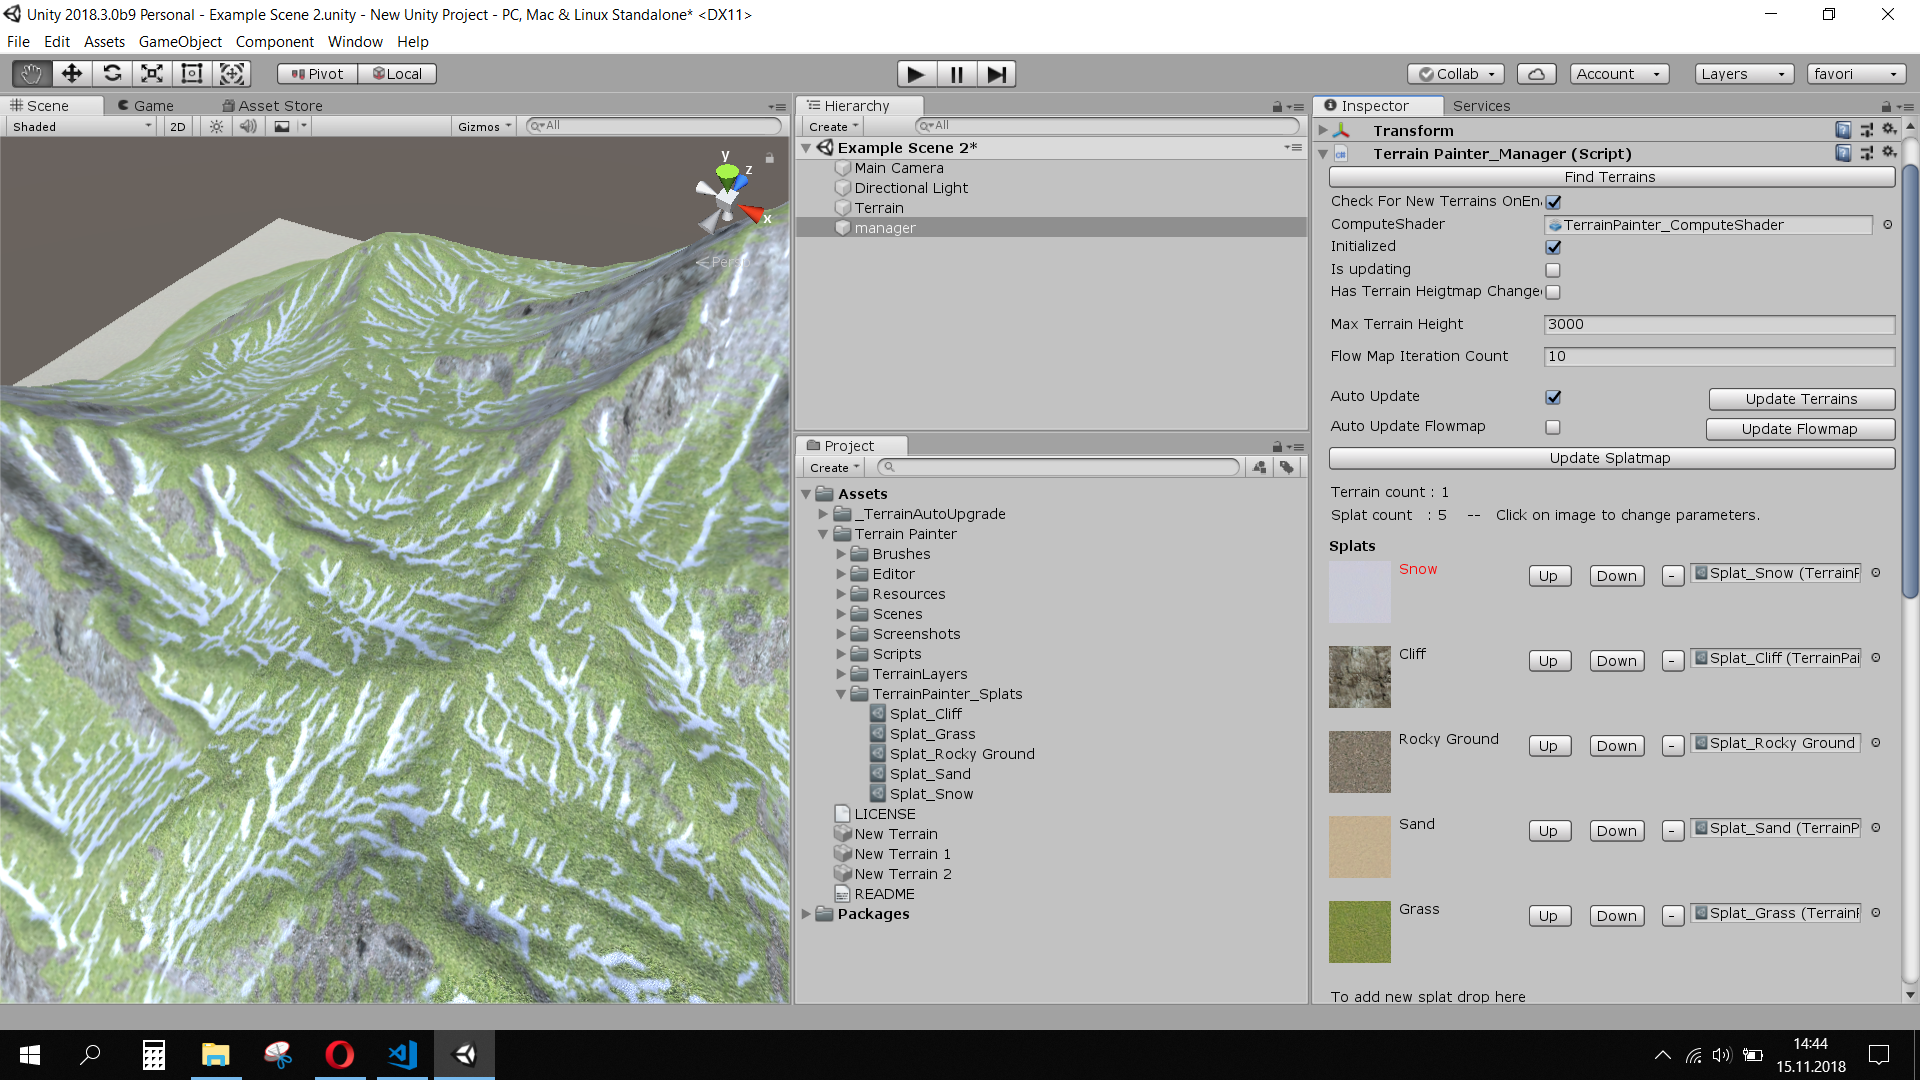 Unity 2018.3.0b9 Personal - Example Scene 2.unity - New Unity Project - PC, Mac & Linux Standalone* <DX11>
File Edit Assets GameObject Component Window Help
Pivot Local Collab Account Layers favori
Scene Game Asset Store
Shaded 2D Gizmos All
y
z
x
Persp
Hierarchy
Create All
Example Scene 2*
Main Camera
Directional Light
Terrain
manager
Project
Create
Assets
_TerrainAutoUpgrade
Terrain Painter
Brushes
Editor
Resources
Scenes
Screenshots
Scripts
TerrainLayers
TerrainPainter_Splats
Splat_Cliff
Splat_Grass
Splat_Rocky Ground
Splat_Sand
Splat_Snow
LICENSE
New Terrain
New Terrain 1
New Terrain 2
README
Packages
Inspector Services
Transform
Terrain Painter_Manager (Script)
Find Terrains
Check For New Terrains OnEn
ComputeShader TerrainPainter_ComputeShader
Initialized
Is updating
Has Terrain Heigtmap Change
Max Terrain Height 3000
Flow Map Iteration Count 10
Auto Update Update Terrains
Auto Update Flowmap Update Flowmap
Update Splatmap
Terrain count : 1
Splat count : 5 -- Click on image to change parameters.
Splats
Snow Up Down - Splat_Snow (TerrainP
Cliff Up Down - Splat_Cliff (TerrainPai
Rocky Ground Up Down - Splat_Rocky Ground
Sand Up Down - Splat_Sand (TerrainP
Grass Up Down - Splat_Grass (TerrainP
To add new splat drop here
14:44
15.11.2018